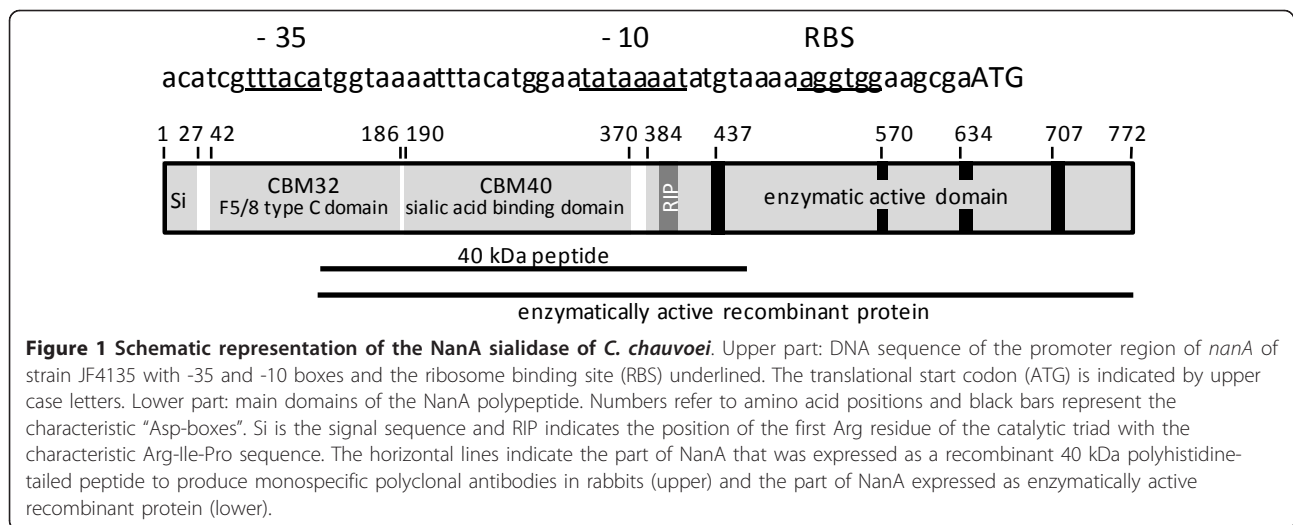 - 35 - 10 RBS
acatcgtttacatggtaaaatttacatggaatataaaatatgtaaaaaggtggaagcgaATG
1 27 42 186 190 370 384 437 570 634 707 772
Si CBM32 CBM40 RIP enzymatic active domain
F5/8 type C domain sialic acid binding domain
40 kDa peptide
enzymatically active recombinant protein
Figure 1 Schematic representation of the NanA sialidase of C. chauvoei. Upper part: DNA sequence of the promoter region of nanA of
strain JF4135 with -35 and -10 boxes and the ribosome binding site (RBS) underlined. The translational start codon (ATG) is indicated by upper
case letters. Lower part: main domains of the NanA polypeptide. Numbers refer to amino acid positions and black bars represent the
characteristic “Asp-boxes”. Si is the signal sequence and RIP indicates the position of the first Arg residue of the catalytic triad with the
characteristic Arg-Ile-Pro sequence. The horizontal lines indicate the part of NanA that was expressed as a recombinant 40 kDa polyhistidine-
tailed peptide to produce monospecific polyclonal antibodies in rabbits (upper) and the part of NanA expressed as enzymatically active
recombinant protein (lower).